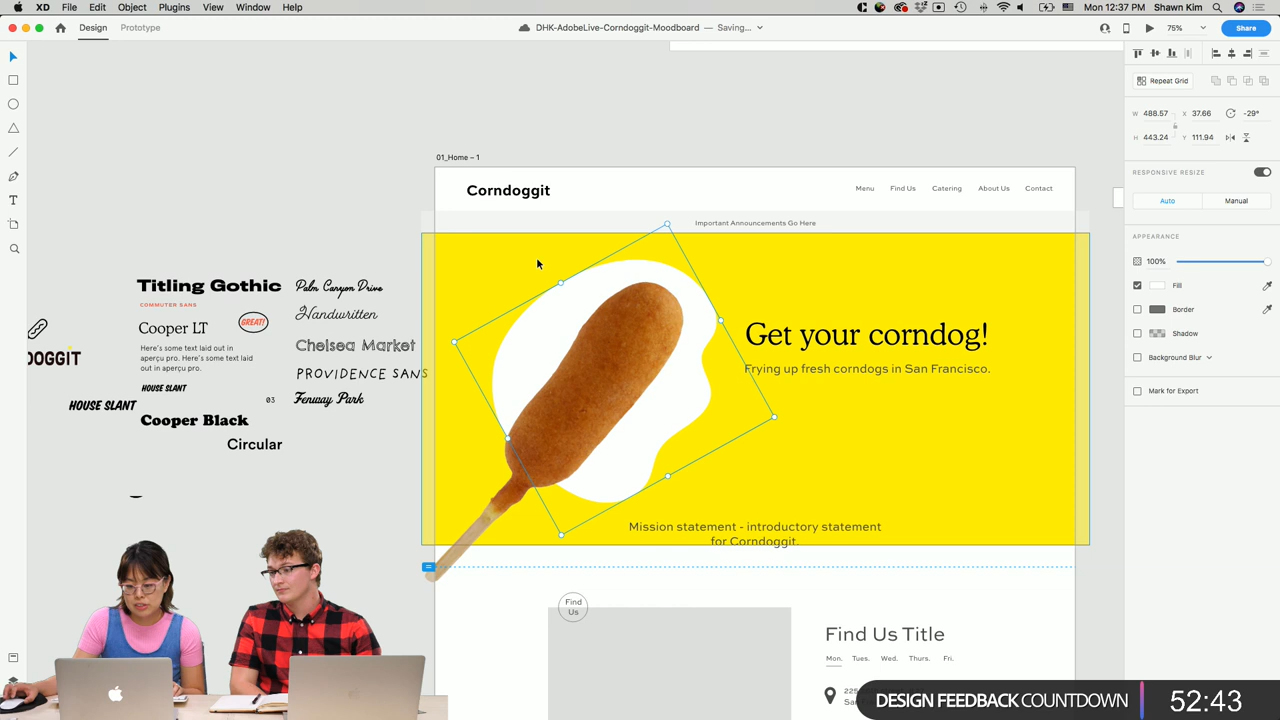 XD File Edit Object Plugins View Window Help
Mon 12:37 PM Shawn Kim
Design Prototype
DHK-AdobeLive-Corndoggit-Moodboard — Saving...
75%
Share
Repeat Grid
W 488.57 X 37.66 -29°
H 443.24 Y 111.94
RESPONSIVE RESIZE
Auto Manual
APPEARANCE
100%
Fill
Border
Shadow
Background Blur
Mark for Export
01_Home – 1
Corndoggit
Menu Find Us Catering About Us Contact
Important Announcements Go Here
Get your corndog!
Frying up fresh corndogs in San Francisco.
Mission statement - introductory statement
for Corndoggit.
Find
Us
Find Us Title
Mon. Tues. Wed. Thurs. Fri.
Titling Gothic
COMMUTER SANS
Cooper LT
GREAT!
Here's some text laid out in
aperçu pro. Here's some text laid
out in aperçu pro.
HOUSE SLANT
03
HOUSE SLANT
Cooper Black
Circular
DOGGIT
Palm Canyon Drive
Handwritten
Chelsea Market
PROVIDENCE SANS
Fenway Park
DESIGN FEEDBACK COUNTDOWN 52:43